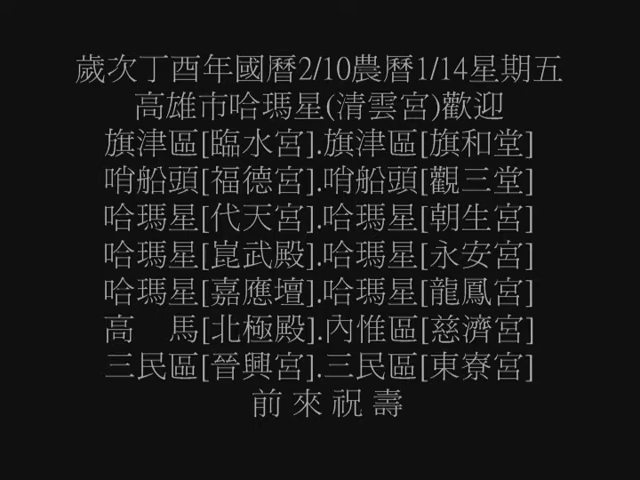 歲次丁酉年國曆2/10農曆1/14星期五
高雄市哈瑪星(清雲宮)歡迎
旗津區[臨水宮].旗津區[旗和堂]
哨船頭[福德宮].哨船頭[觀三堂]
哈瑪星[代天宮].哈瑪星[朝生宮]
哈瑪星[崑武殿].哈瑪星[永安宮]
哈瑪星[嘉應壇].哈瑪星[龍鳳宮]
高　馬[北極殿].內惟區[慈濟宮]
三民區[晉興宮].三民區[東寮宮]
前 來 祝 壽